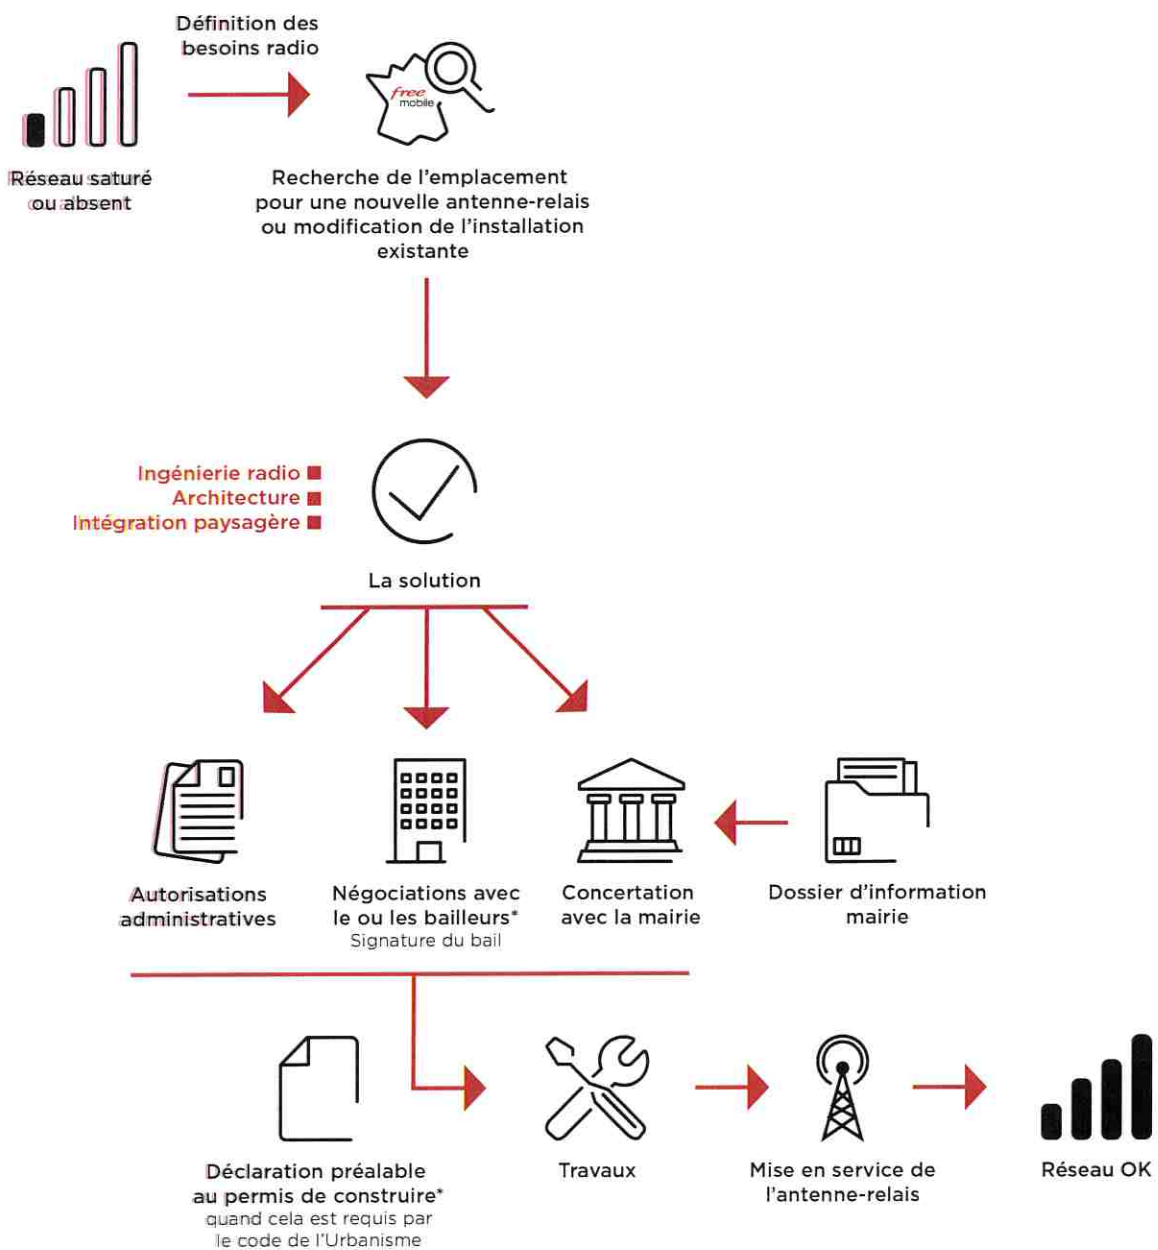 Définition des
besoins radio
free
mobile
Réseau saturé
ou absent
Recherche de l'emplacement
pour une nouvelle antenne-relais
ou modification de l'installation
existante
Ingénierie radio
Architecture
Intégration paysagère
La solution
Autorisations
administratives
Négociations avec
le ou les bailleurs*
Signature du bail
Concertation
avec la mairie
Dossier d'information
mairie
Déclaration préalable
au permis de construire*
quand cela est requis par
le code de l'Urbanisme
Travaux
Mise en service de
l'antenne-relais
Réseau OK